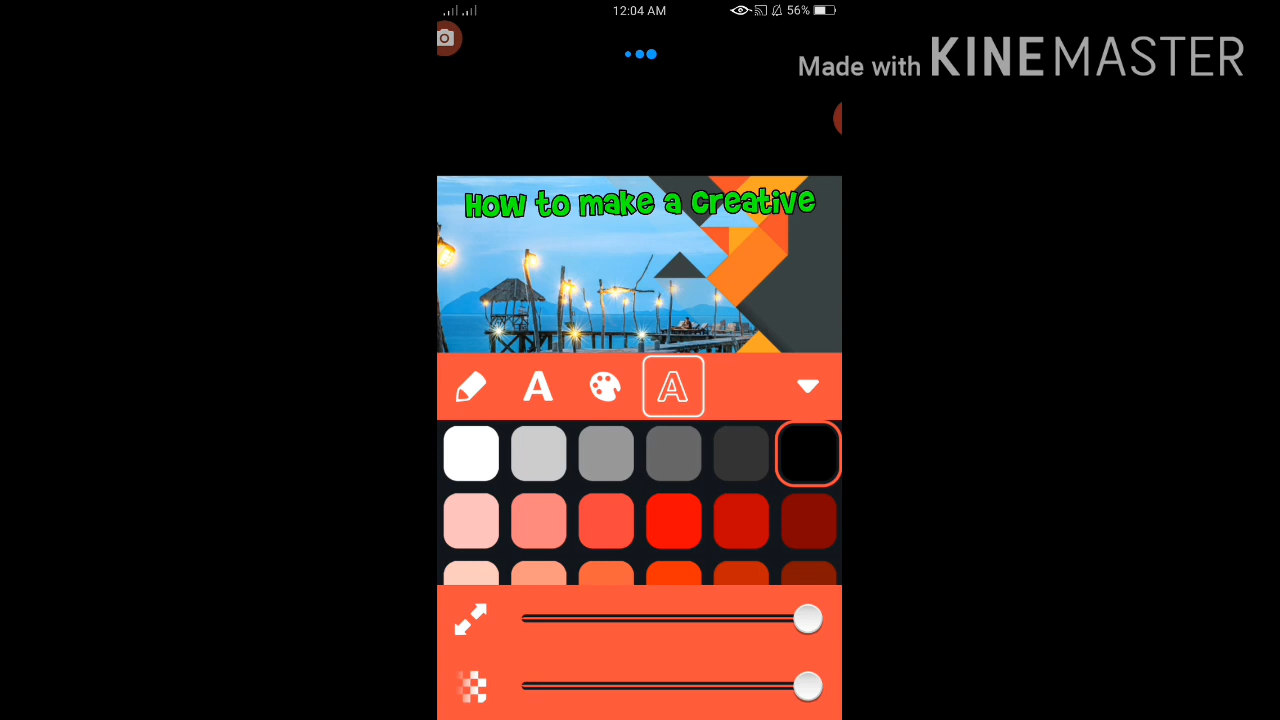 12:04 AM
56%
Made with KINEMASTER
How to make a Creative
A
A